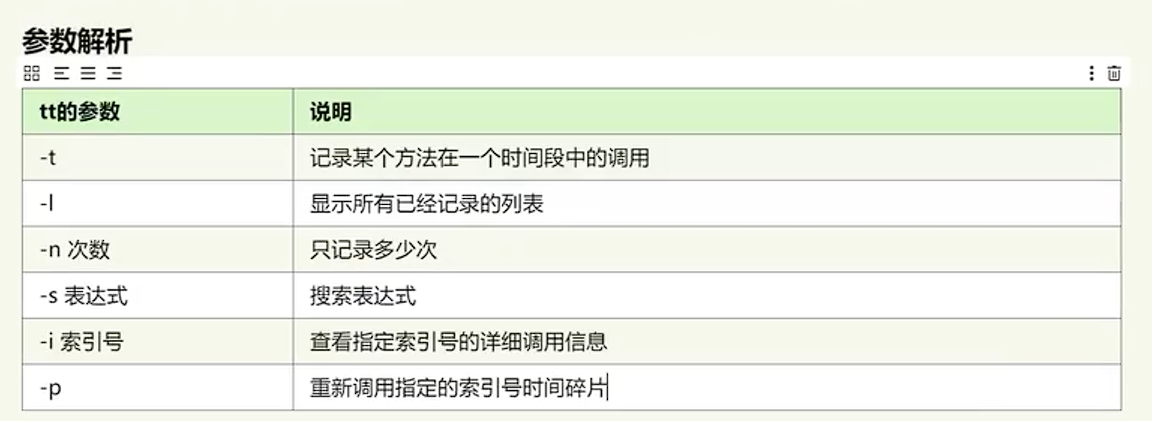 参数解析
tt的参数 说明
-t 记录某个方法在一个时间段中的调用
-l 显示所有已经记录的列表
-n 次数 只记录多少次
-s 表达式 搜索表达式
-i 索引号 查看指定索引号的详细调用信息
-p 重新调用指定的索引号时间碎片